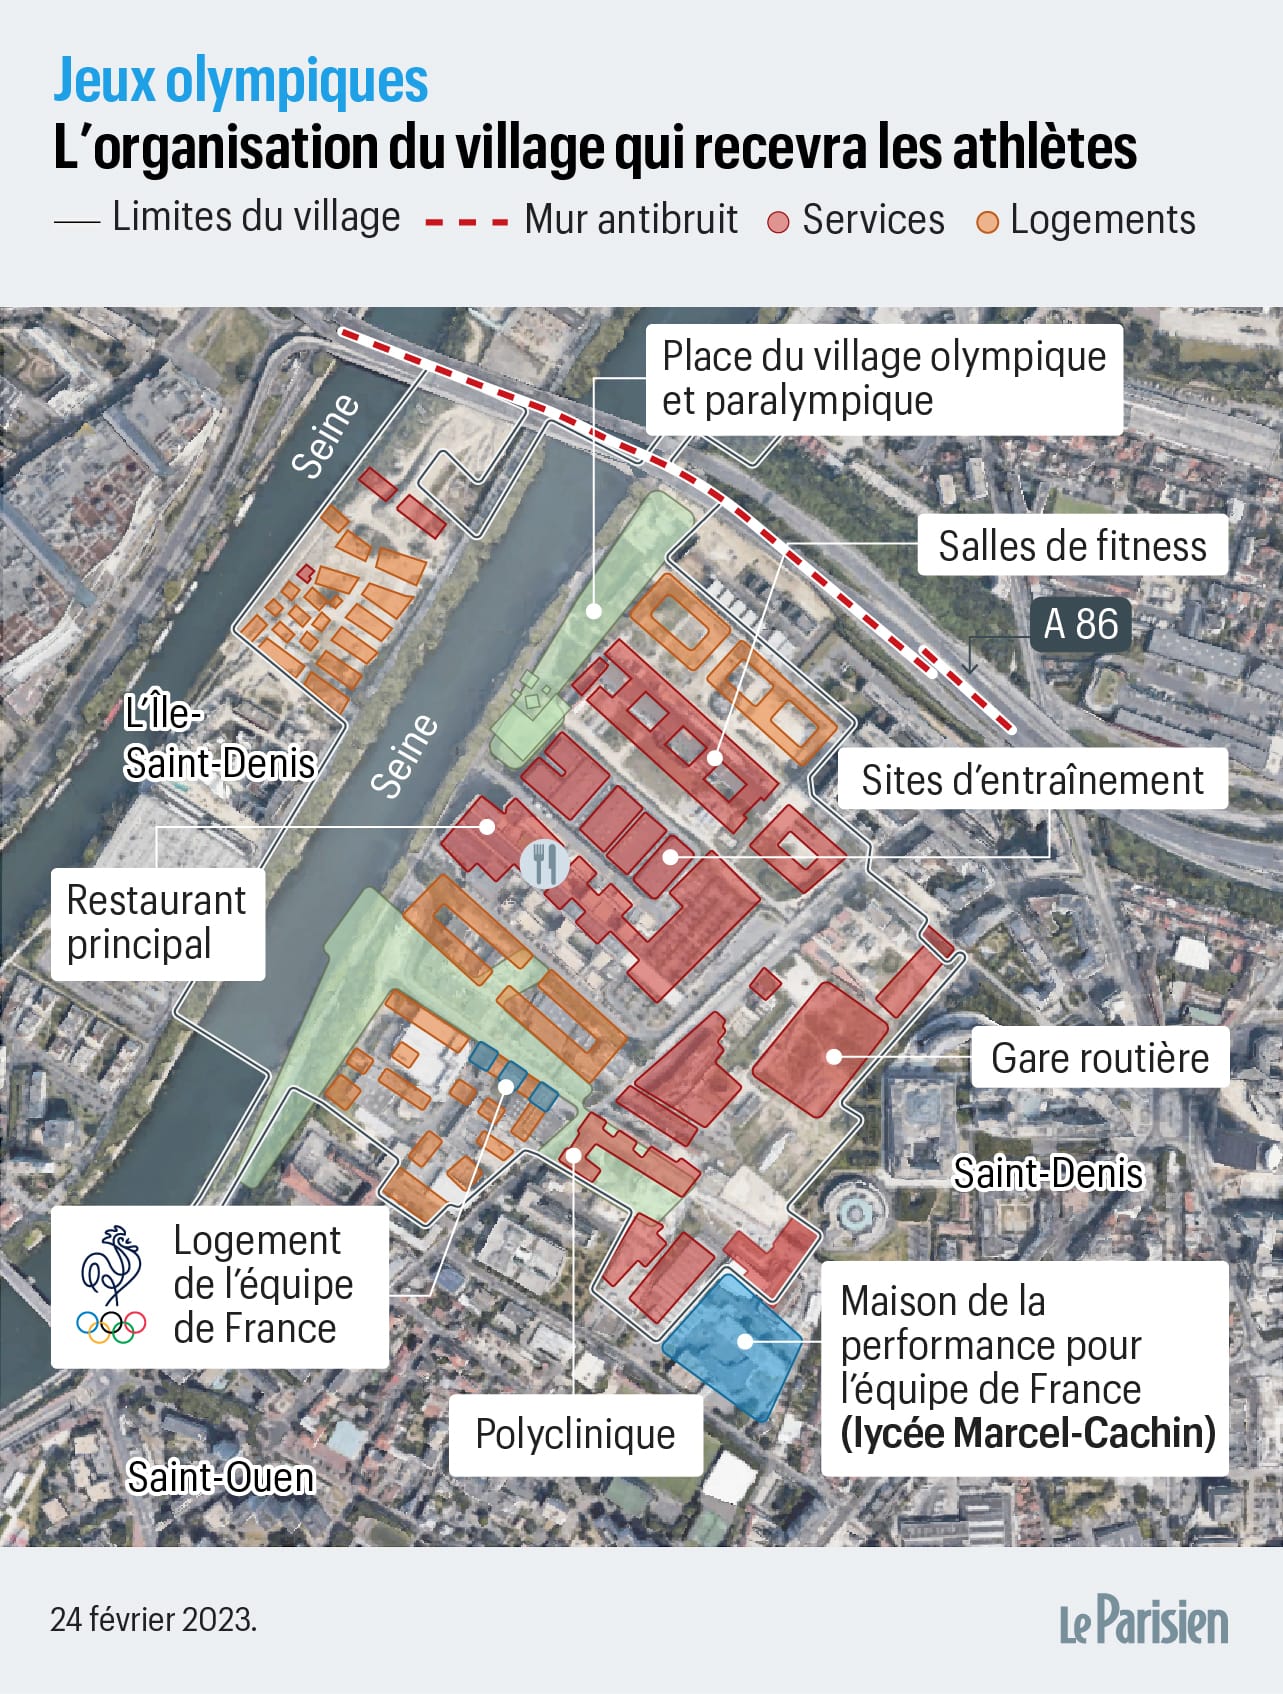 Jeux olympiques
L'organisation du village qui recevra les athlètes
Limites du village
Mur antibruit
Services
Logements
Place du village olympique
et paralympique
Seine
Salles de fitness
A 86
L'Île-
Saint-Denis
Seine
Sites d'entraînement
Restaurant
principal
Gare routière
Saint-Denis
Logement
de l'équipe
de France
Maison de la
performance pour
l'équipe de France
(lycée Marcel-Cachin)
Polyclinique
Saint-Ouen
24 février 2023.
Le Parisien